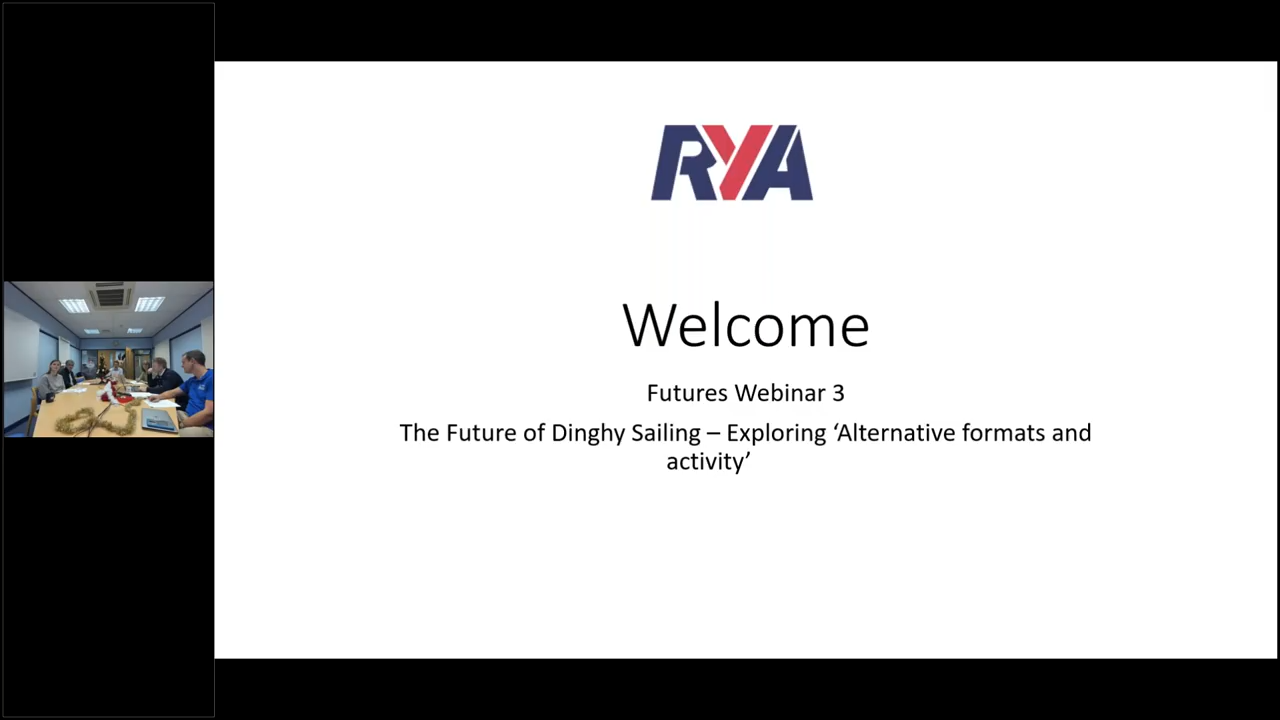 RYA
Welcome
Futures Webinar 3
The Future of Dinghy Sailing – Exploring ‘Alternative formats and
activity’